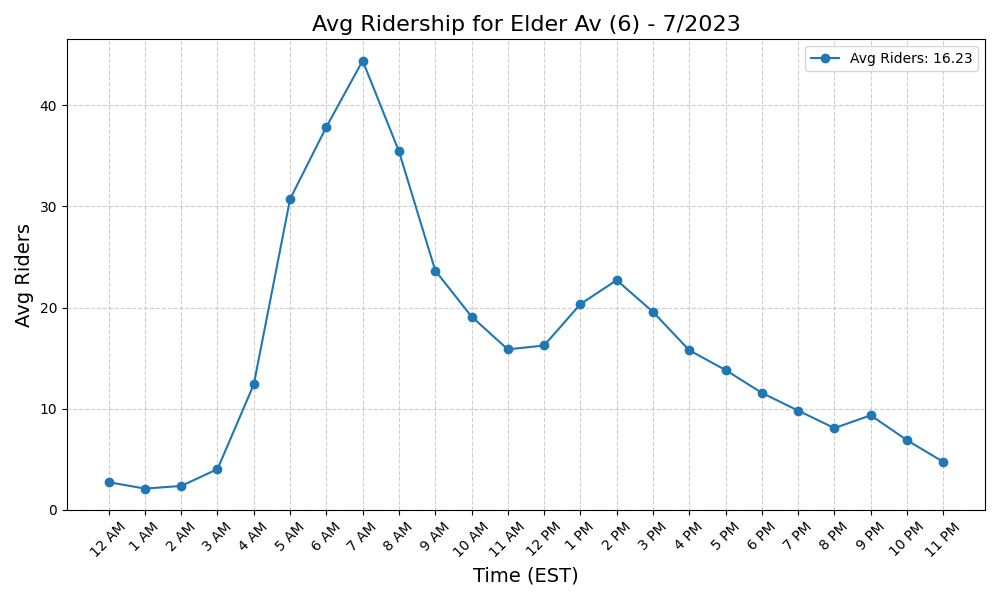 Avg Ridership for Elder Av (6) - 7/2023
Avg Riders: 16.23
Avg Riders
40
30
20
10
0
12 AM
1 AM
2 AM
3 AM
4 AM
5 AM
6 AM
7 AM
8 AM
9 AM
10 AM
11 AM
12 PM
1 PM
2 PM
3 PM
4 PM
5 PM
6 PM
7 PM
8 PM
9 PM
10 PM
11 PM
Time (EST)